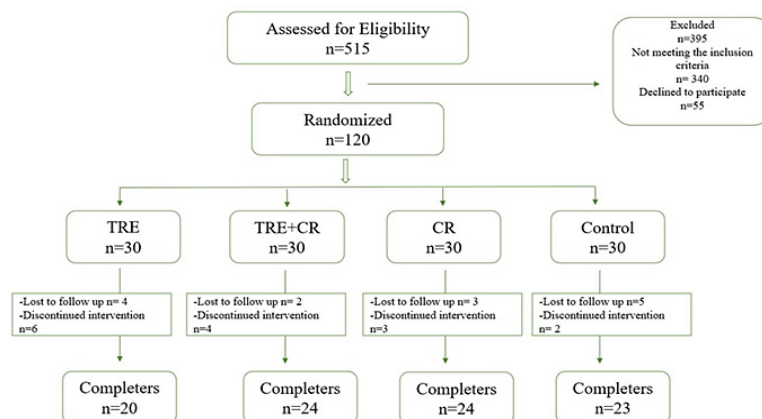 Assessed for Eligibility
n=515
Excluded
n=395
Not meeting the inclusion
criteria
n= 340
Declined to participate
n=55
Randomized
n=120
TRE
n=30
TRE+CR
n=30
CR
n=30
Control
n=30
-Lost to follow up n= 4
-Discontinued intervention
n=6
-Lost to follow up n= 2
-Discontinued intervention
n=4
-Lost to follow up n= 3
-Discontinued intervention
n=3
-Lost to follow up n=5
-Discontinued intervention
n= 2
Completers
n=20
Completers
n=24
Completers
n=24
Completers
n=23